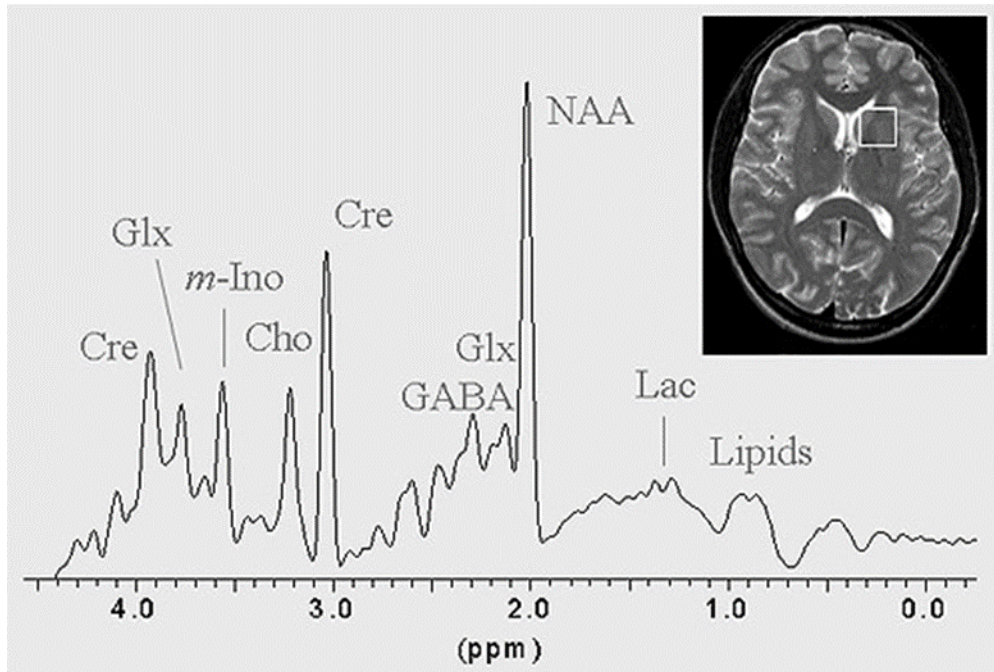 NAA
Cre
Glx
m-Ino
Cre
Cho
Glx
GABA
Lac
Lipids
4.0
3.0
2.0
1.0
0.0
(ppm)